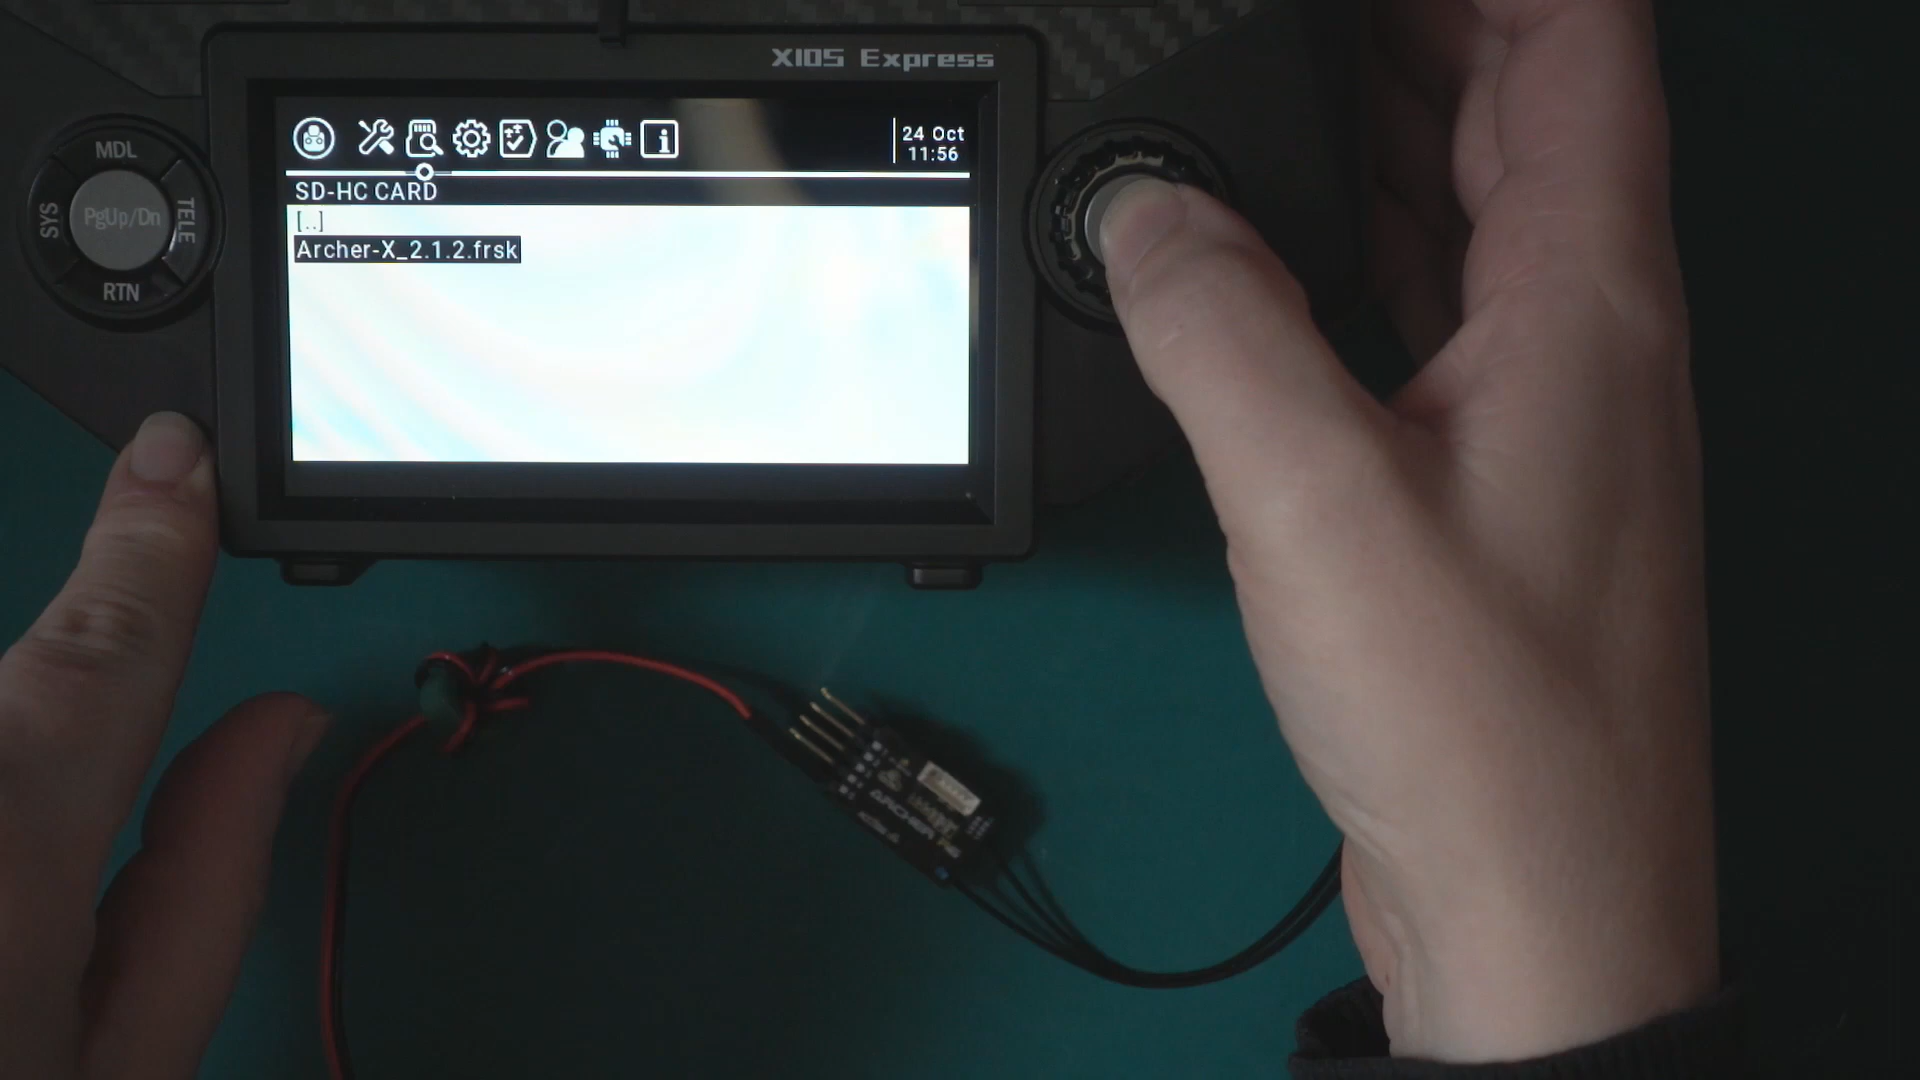 X10S Express
MDL
SYS
PgUp/Dn
TELE
RTN
24 Oct
11:56
SD-HC CARD
[..]
Archer-X_2.1.2.frsk
ARCHER